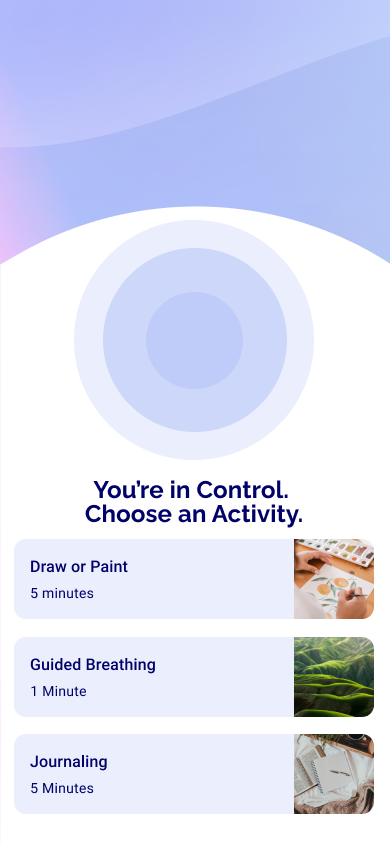 You’re in Control.
Choose an Activity.
Draw or Paint
5 minutes
Guided Breathing
1 Minute
Journaling
5 Minutes